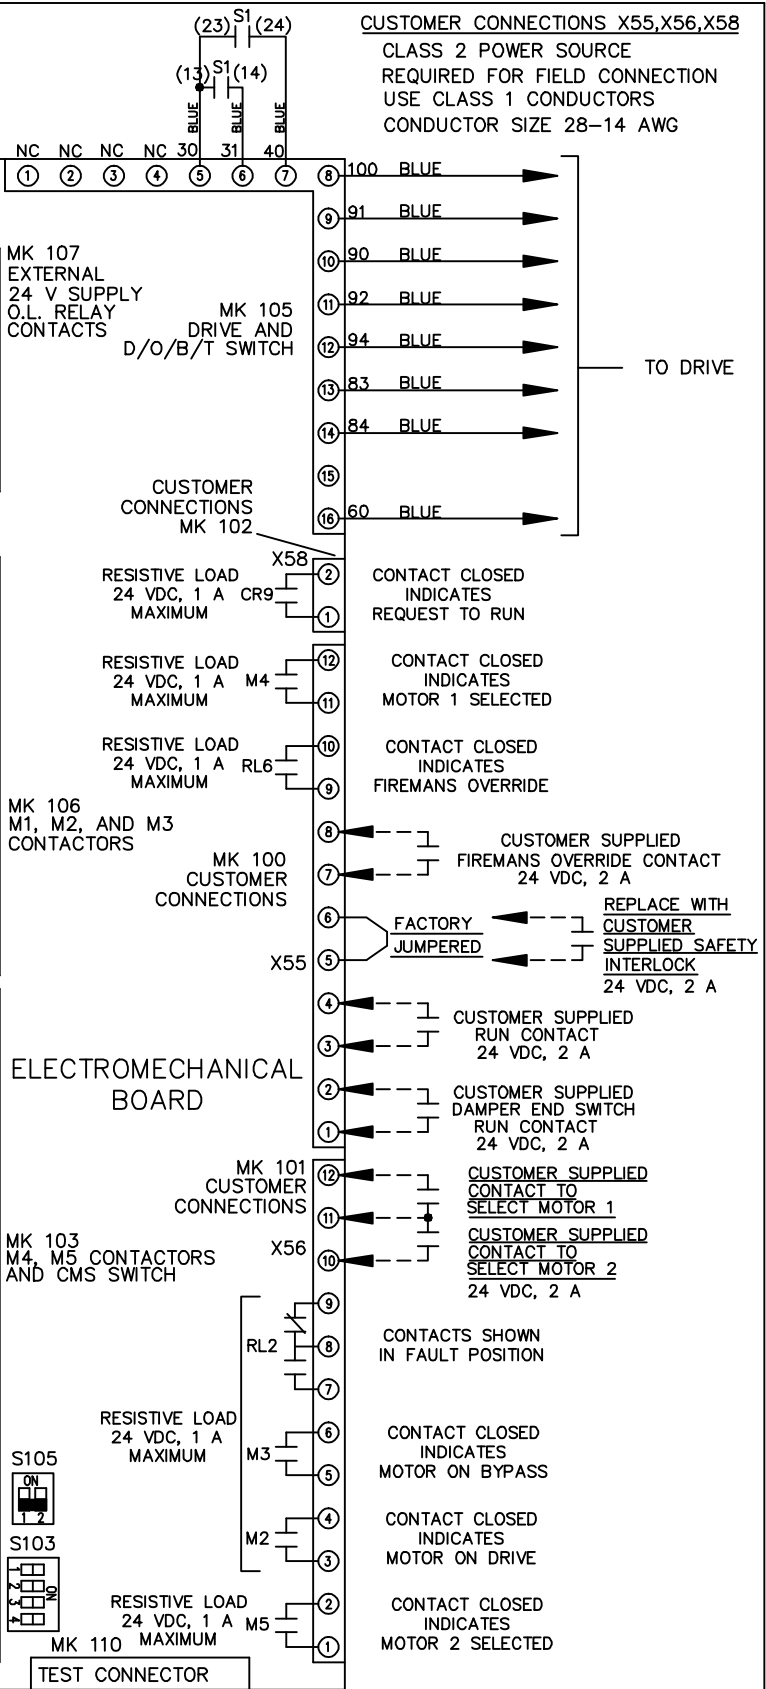 CUSTOMER CONNECTIONS X55,X56,X58
CLASS 2 POWER SOURCE
REQUIRED FOR FIELD CONNECTION
USE CLASS 1 CONDUCTORS
CONDUCTOR SIZE 28–14 AWG
(23) S1 (24)
(13) S1 (14)
BLUE BLUE BLUE
NC NC NC NC 30 31 40
1 2 3 4 5 6 7 8 100 BLUE
9 91 BLUE
10 90 BLUE
11 92 BLUE
12 94 BLUE
13 83 BLUE
14 84 BLUE
15
16 60 BLUE
TO DRIVE
MK 107
EXTERNAL
24 V SUPPLY
O.L. RELAY
CONTACTS
MK 105
DRIVE AND
D/O/B/T SWITCH
CUSTOMER
CONNECTIONS
MK 102
X58
RESISTIVE LOAD
24 VDC, 1 A
MAXIMUM
CR9
2
1
CONTACT CLOSED
INDICATES
REQUEST TO RUN
RESISTIVE LOAD
24 VDC, 1 A
MAXIMUM
M4
12
11
CONTACT CLOSED
INDICATES
MOTOR 1 SELECTED
RESISTIVE LOAD
24 VDC, 1 A
MAXIMUM
RL6
10
9
CONTACT CLOSED
INDICATES
FIREMANS OVERRIDE
MK 106
M1, M2, AND M3
CONTACTORS
MK 100
CUSTOMER
CONNECTIONS
8
7
CUSTOMER SUPPLIED
FIREMANS OVERRIDE CONTACT
24 VDC, 2 A
X55
6
5
FACTORY
JUMPERED
REPLACE WITH
CUSTOMER
SUPPLIED SAFETY
INTERLOCK
24 VDC, 2 A
4
3
CUSTOMER SUPPLIED
RUN CONTACT
24 VDC, 2 A
ELECTROMECHANICAL
BOARD
2
1
CUSTOMER SUPPLIED
DAMPER END SWITCH
RUN CONTACT
24 VDC, 2 A
MK 101
CUSTOMER
CONNECTIONS
X56
12
11
10
CUSTOMER SUPPLIED
CONTACT TO
SELECT MOTOR 1
CUSTOMER SUPPLIED
CONTACT TO
SELECT MOTOR 2
24 VDC, 2 A
MK 103
M4, M5 CONTACTORS
AND CMS SWITCH
RL2
9
8
7
CONTACTS SHOWN
IN FAULT POSITION
RESISTIVE LOAD
24 VDC, 1 A
MAXIMUM
M3
6
5
CONTACT CLOSED
INDICATES
MOTOR ON BYPASS
M2
4
3
CONTACT CLOSED
INDICATES
MOTOR ON DRIVE
S105
ON
1 2
S103
1
2
3
4
ON
RESISTIVE LOAD
24 VDC, 1 A
MAXIMUM
M5
2
1
CONTACT CLOSED
INDICATES
MOTOR 2 SELECTED
MK 110
TEST CONNECTOR